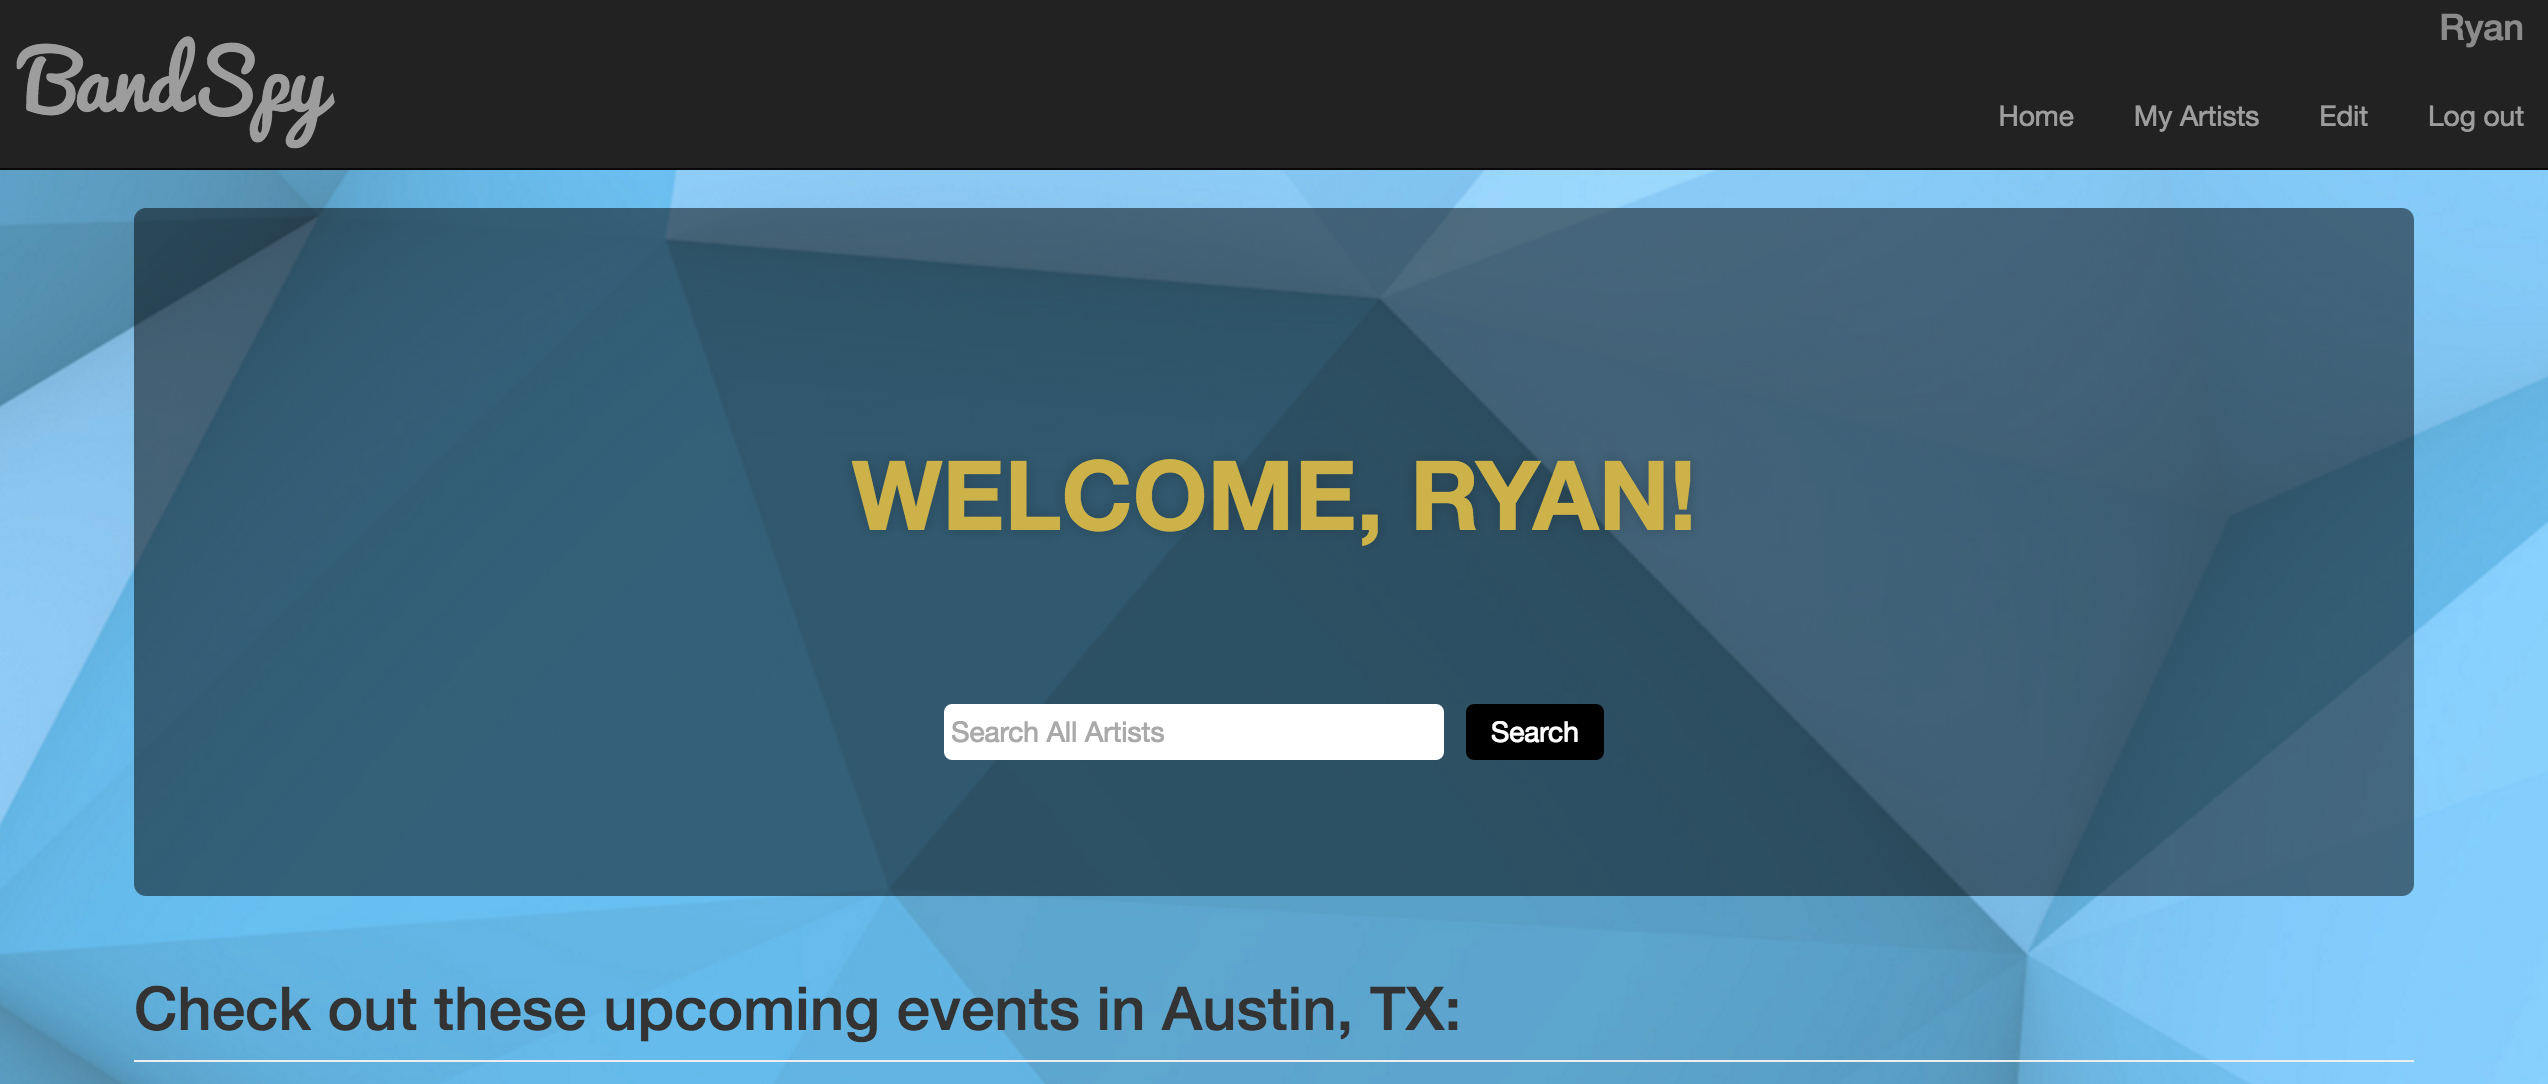 BandSpy
Ryan
Home My Artists Edit Log out
WELCOME, RYAN!
Search All Artists Search
Check out these upcoming events in Austin, TX: